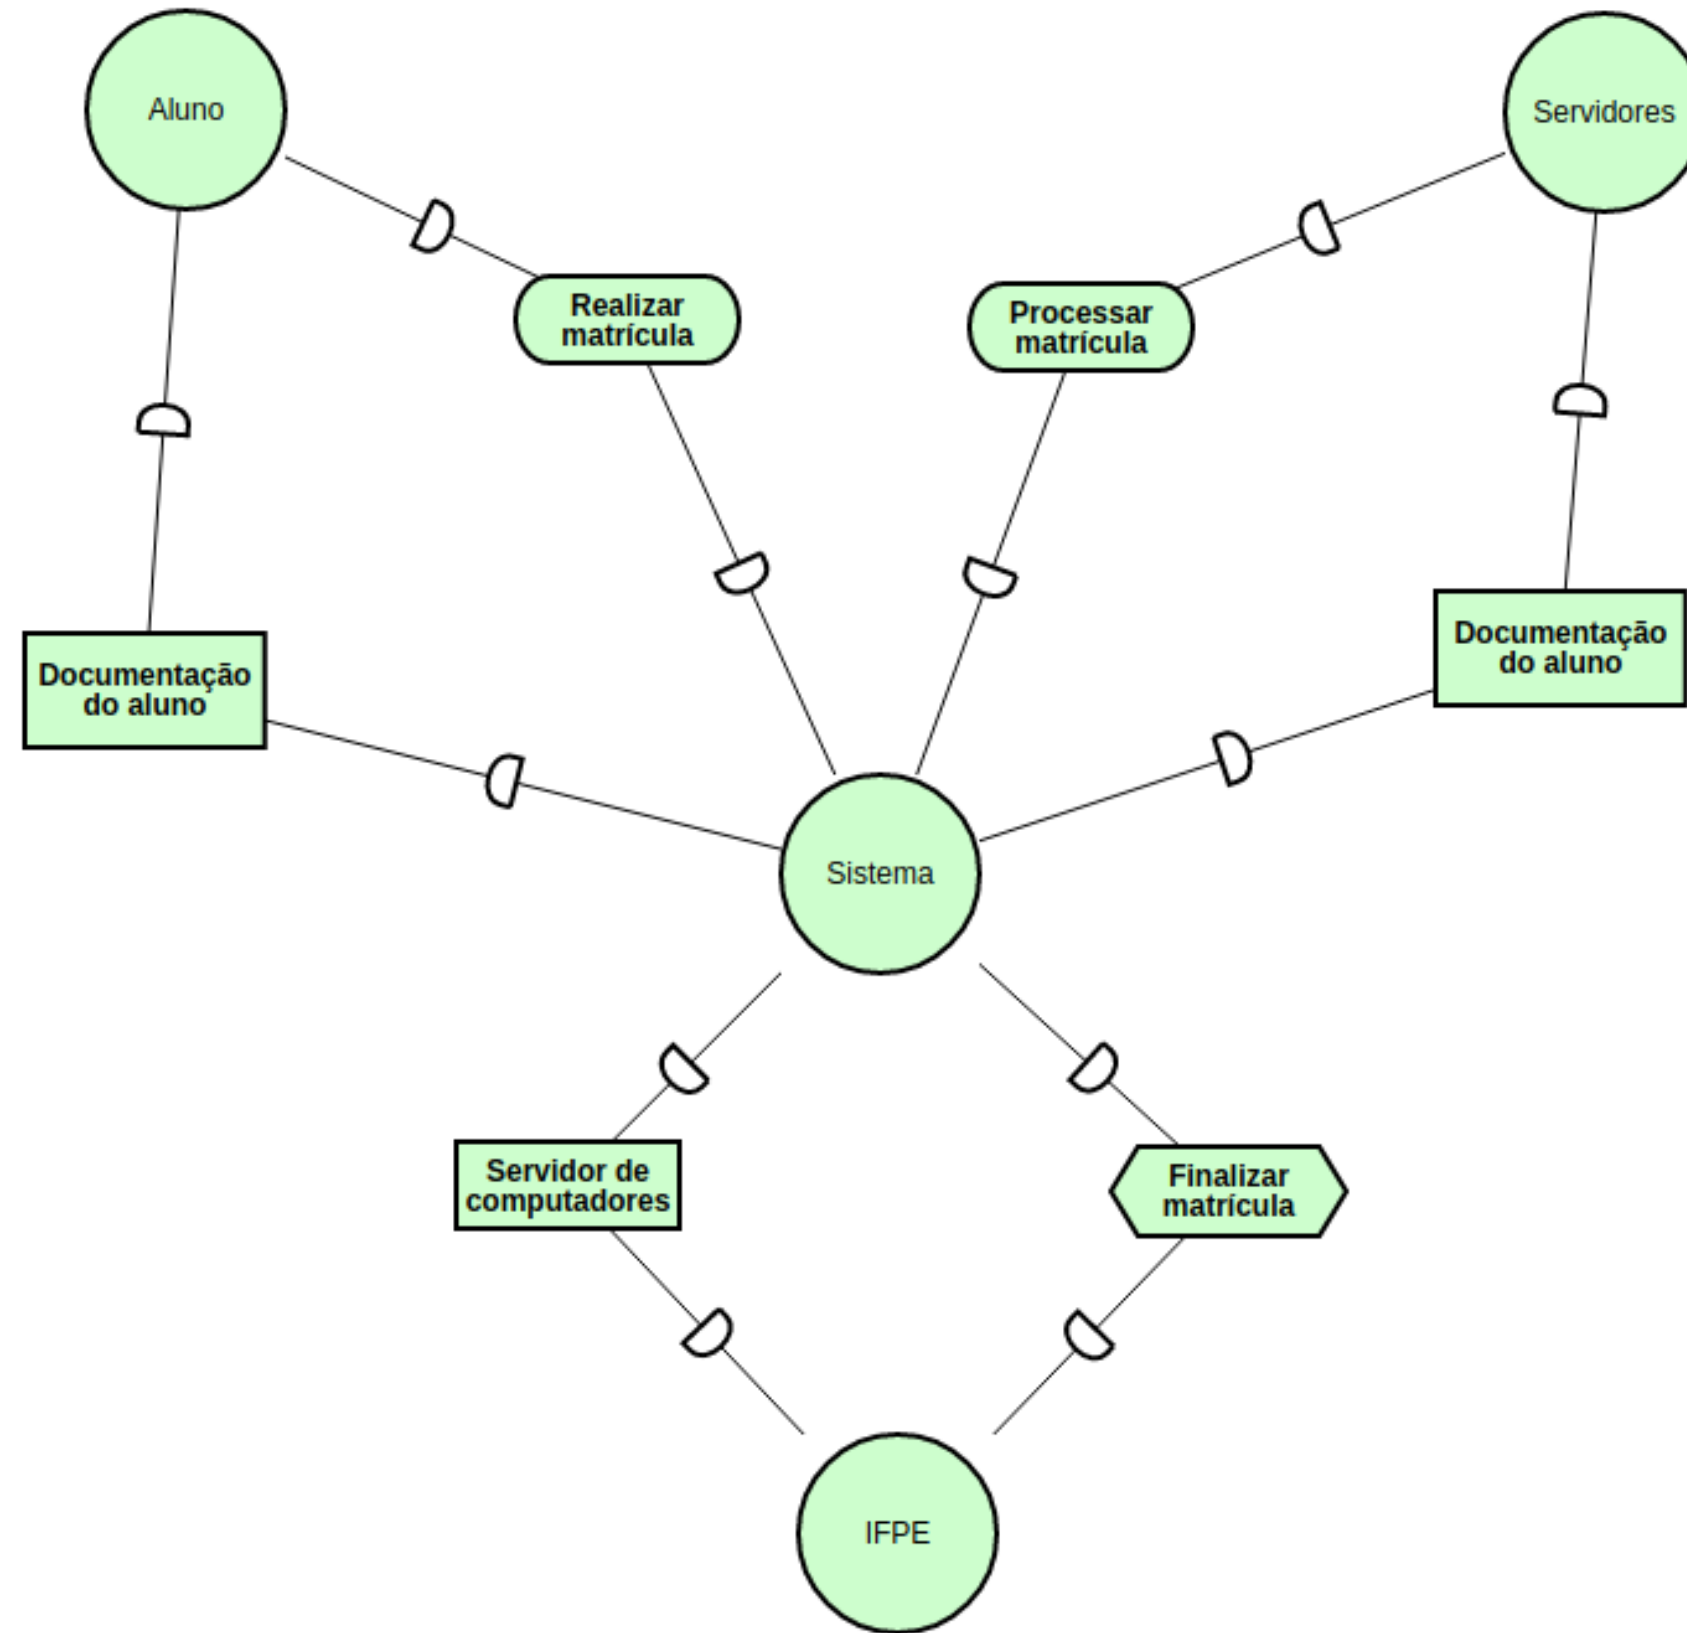 Aluno
Servidores
Realizar
matrícula
Processar
matrícula
Documentação
do aluno
Documentação
do aluno
Sistema
Servidor de
computadores
Finalizar
matrícula
IFPE